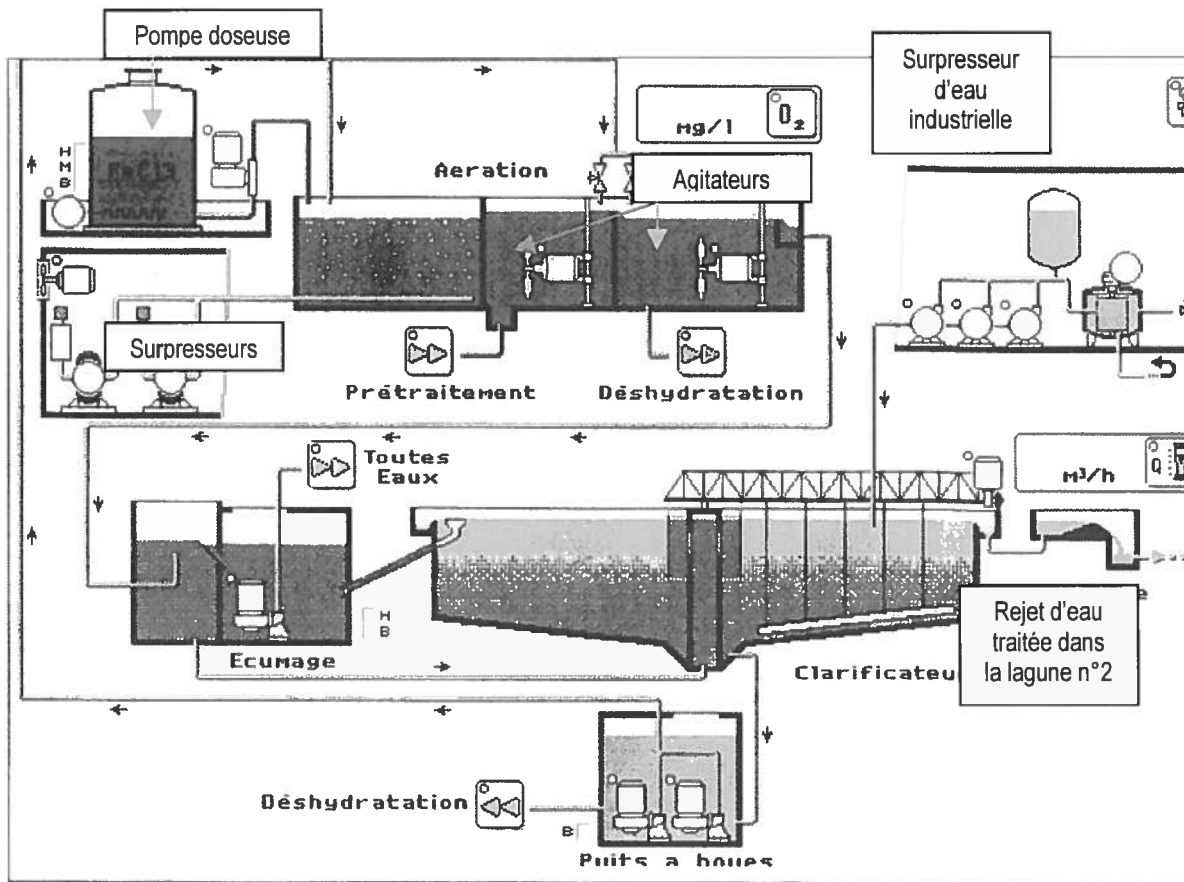 Pompe doseuse
Surpresseur
d'eau
industrielle
mg/l
O₂
H
M
B
FeCl3
Aeration
Agitateurs
Surpresseurs
Prétraitement
Déshydratation
Toutes
Eaux
m³/h
Q
H
B
Ecumage
Clarificateu
Rejet d'eau
traitée dans
la lagune n°2
Déshydratation
B
Puits a boues